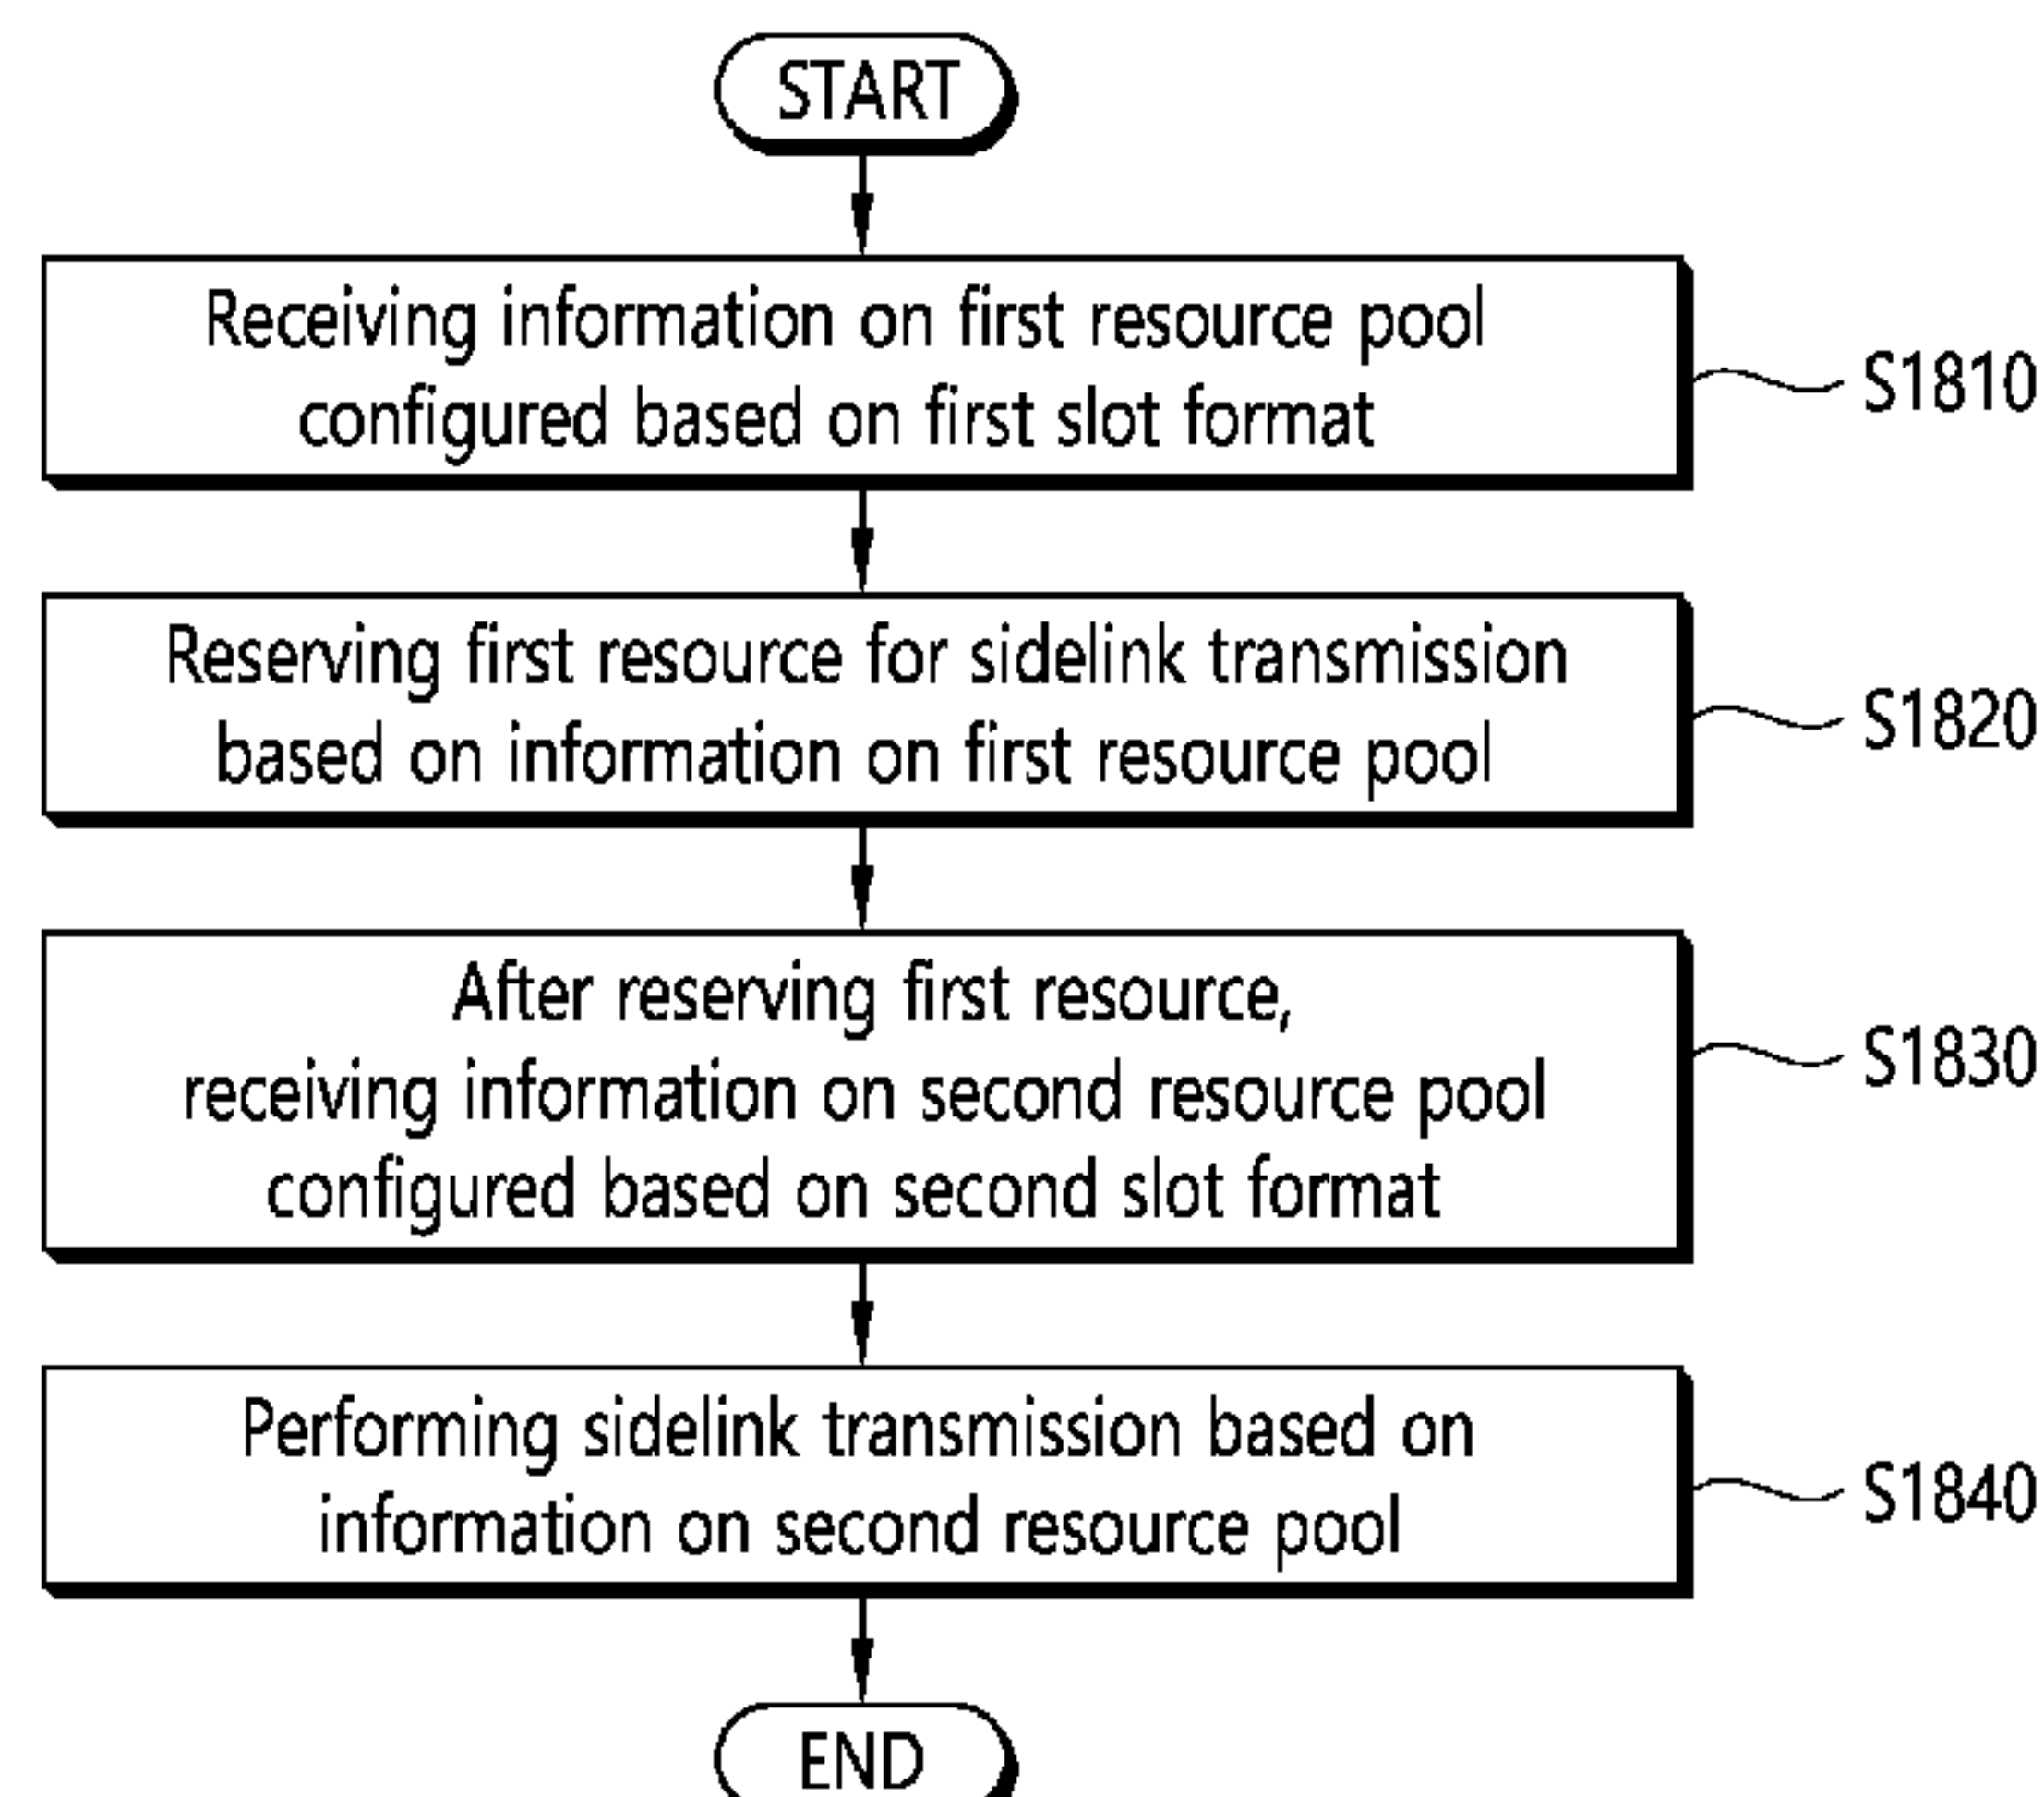 START
Receiving information on first resource pool
configured based on first slot format
S1810
Reserving first resource for sidelink transmission
based on information on first resource pool
S1820
After reserving first resource,
receiving information on second resource pool
configured based on second slot format
S1830
Performing sidelink transmission based on
information on second resource pool
S1840
END